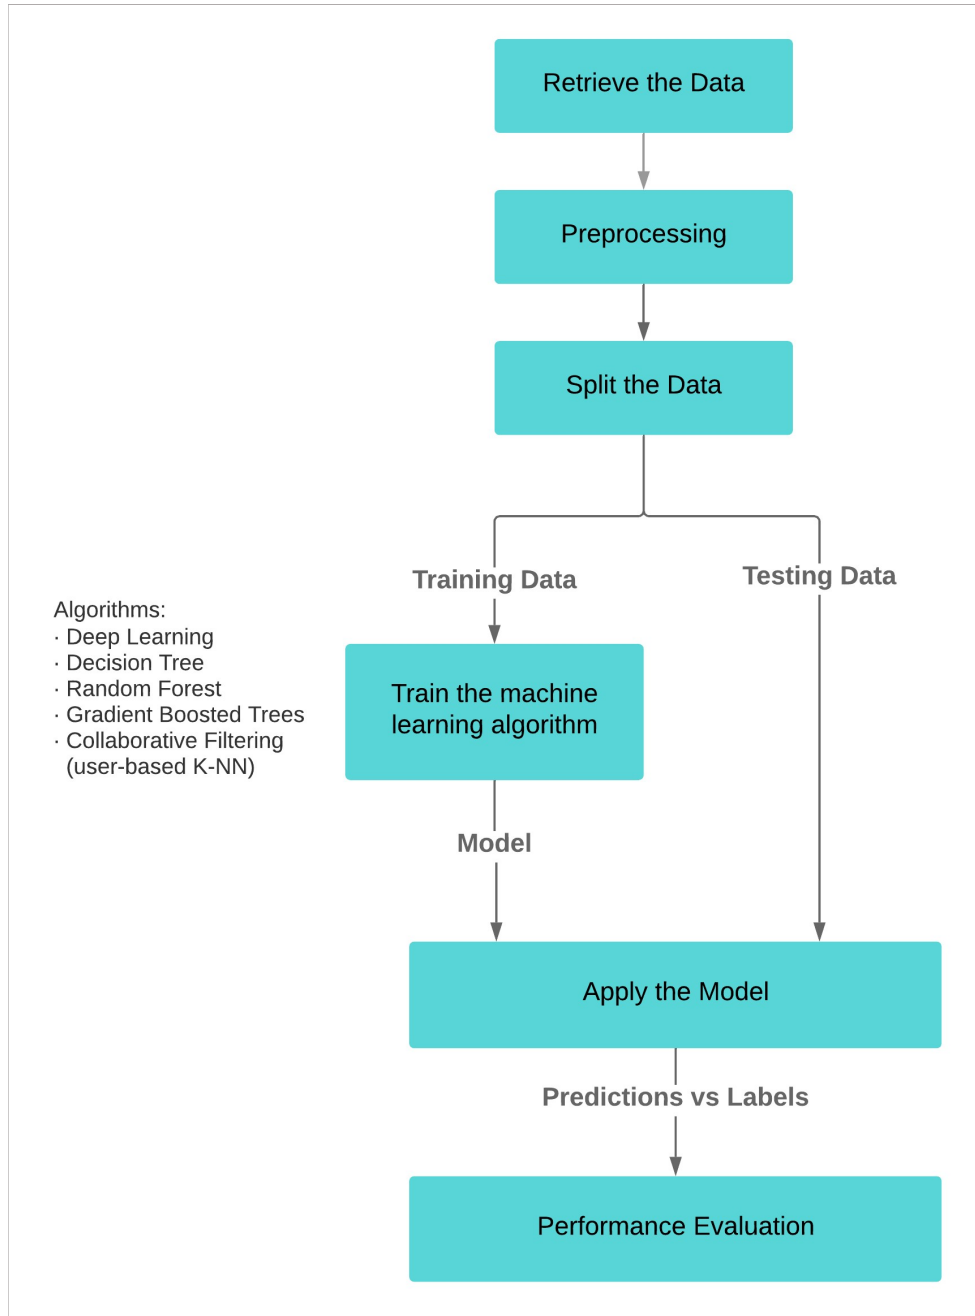 Retrieve the Data
Preprocessing
Split the Data
Training Data
Testing Data
Algorithms:
· Deep Learning
· Decision Tree
· Random Forest
· Gradient Boosted Trees
· Collaborative Filtering
(user-based K-NN)
Train the machine
learning algorithm
Model
Apply the Model
Predictions vs Labels
Performance Evaluation